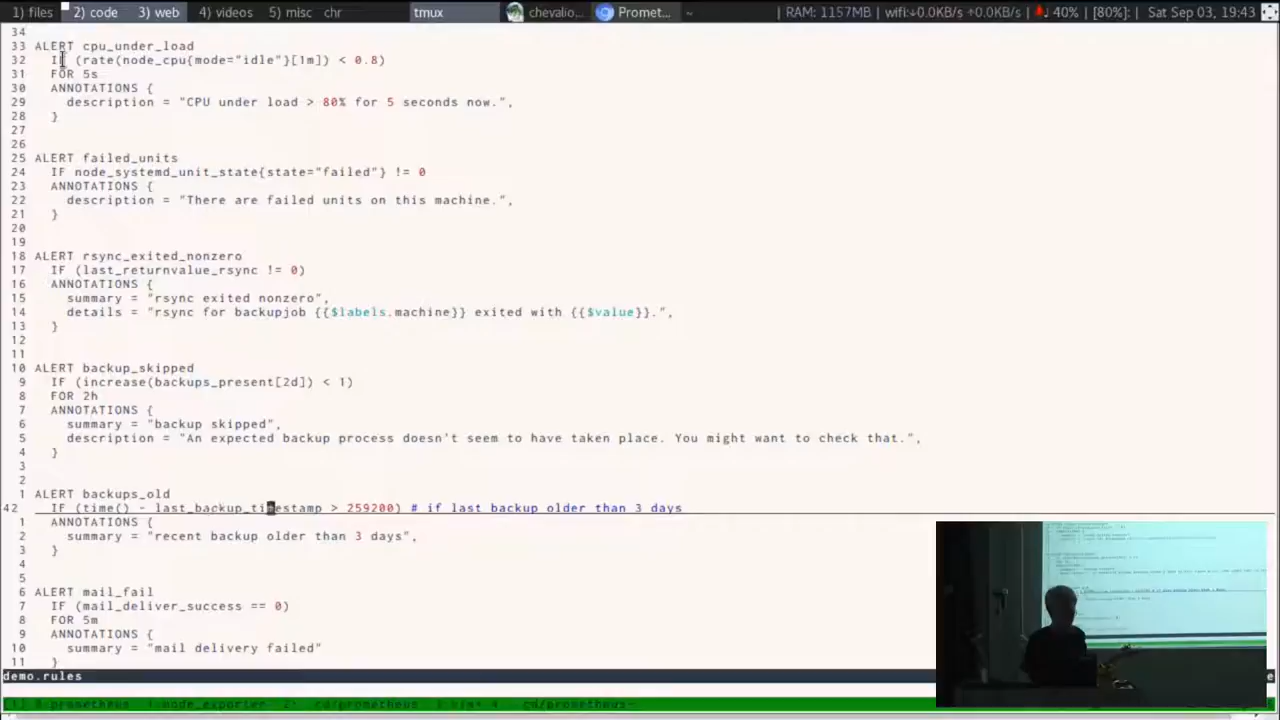 1) files 2) code 3) web 4) videos 5) misc chr tmux chevalio... Promet... ~ | RAM: 1157MB | wifi:↓0.0KB/s ↑0.0KB/s | 40% | [80%]: | Sat Sep 03, 19:43
34
33 ALERT cpu_under_load
32 IF (rate(node_cpu{mode="idle"}[1m]) < 0.8)
31 FOR 5s
30 ANNOTATIONS {
29 description = "CPU under load > 80% for 5 seconds now.",
28 }
27
26
25 ALERT failed_units
24 IF node_systemd_unit_state{state="failed"} != 0
23 ANNOTATIONS {
22 description = "There are failed units on this machine.",
21 }
20
19
18 ALERT rsync_exited_nonzero
17 IF (last_returnvalue_rsync != 0)
16 ANNOTATIONS {
15 summary = "rsync exited nonzero",
14 details = "rsync for backupjob {{$labels.machine}} exited with {{$value}}.",
13 }
12
11
10 ALERT backup_skipped
9 IF (increase(backups_present[2d]) < 1)
8 FOR 2h
7 ANNOTATIONS {
6 summary = "backup skipped",
5 description = "An expected backup process doesn't seem to have taken place. You might want to check that.",
4 }
3
2
1 ALERT backups_old
42 IF (time() - last_backup_timestamp > 259200) # if last backup older than 3 days
1 ANNOTATIONS {
2 summary = "recent backup older than 3 days",
3 }
4
5
6 ALERT mail_fail
7 IF (mail_deliver_success == 0)
8 FOR 5m
9 ANNOTATIONS {
10 summary = "mail delivery failed"
11 }
demo.rules